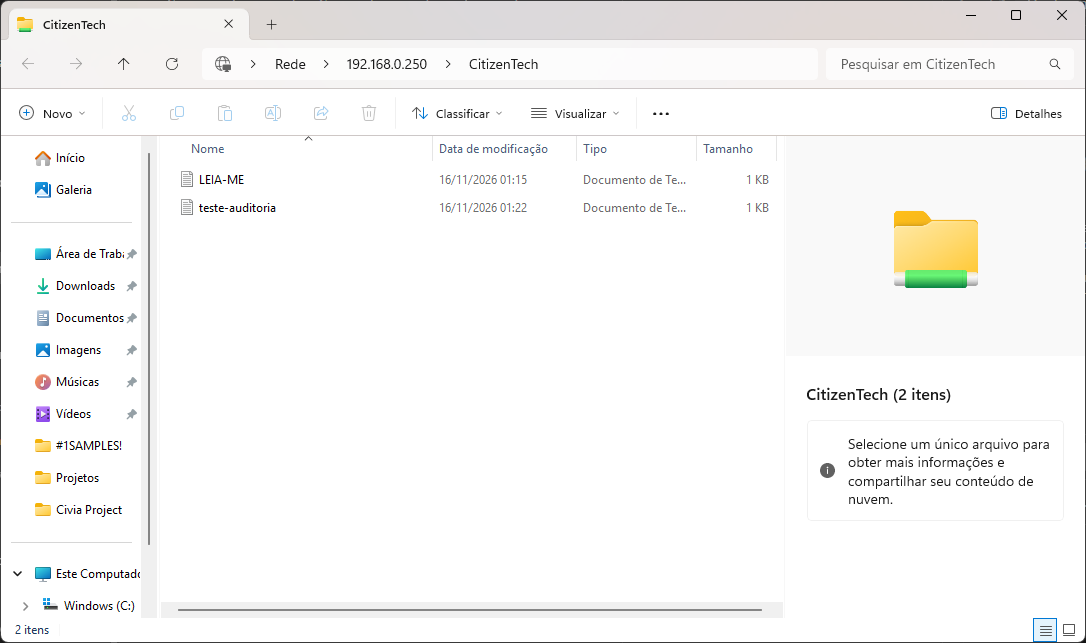 CitizenTech
Rede
192.168.0.250
CitizenTech
Pesquisar em CitizenTech
Novo
Classificar
Visualizar
Detalhes
Início
Galeria
Área de Traba
Downloads
Documentos
Imagens
Músicas
Vídeos
#1SAMPLES!
Projetos
Civia Project
Este Computado
Windows (C:)
Nome Data de modificação Tipo Tamanho
LEIA-ME 16/11/2026 01:15 Documento de Te... 1 KB
teste-auditoria 16/11/2026 01:22 Documento de Te... 1 KB
CitizenTech (2 itens)
Selecione um único arquivo para
obter mais informações e
compartilhar seu conteúdo de
nuvem.
2 itens